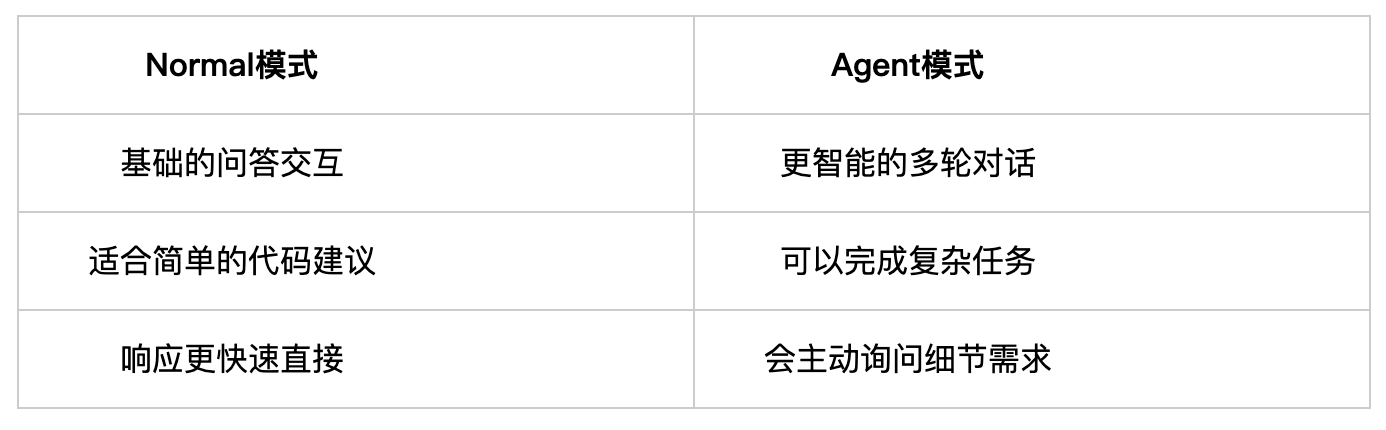 Normal模式 Agent模式
基础的问答交互 更智能的多轮对话
适合简单的代码建议 可以完成复杂任务
响应更快速直接 会主动询问细节需求